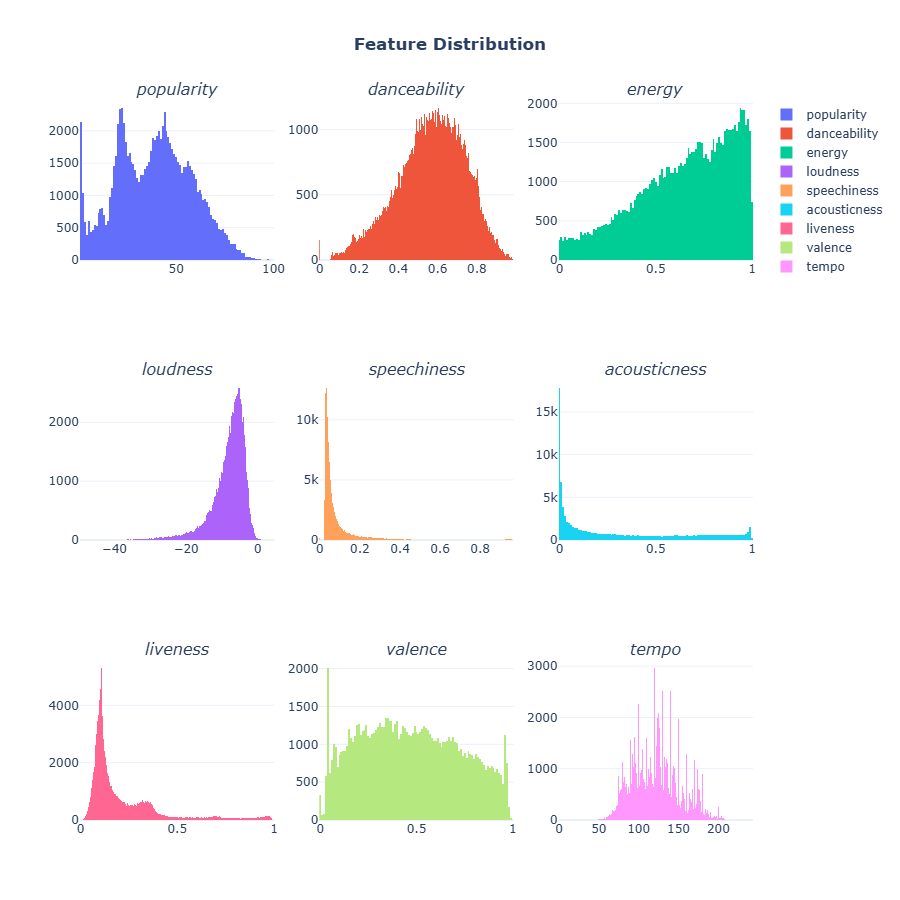 Feature Distribution
popularity
danceability
energy
2000
1500
1000
500
0
50
100
1000
500
0
0
0.2
0.4
0.6
0.8
2000
1500
1000
500
0
0
0.5
1
popularity
danceability
energy
loudness
speechiness
acousticness
liveness
valence
tempo
loudness
speechiness
acousticness
2000
1000
0
−40
−20
0
10k
5k
0
0
0.2
0.4
0.6
0.8
15k
10k
5k
0
0
0.5
1
liveness
valence
tempo
4000
2000
0
0
0.5
1
2000
1500
1000
500
0
0
0.5
1
3000
2000
1000
0
0
50
100
150
200